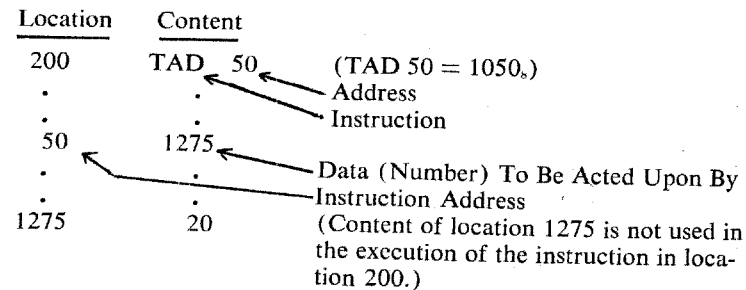 Location Content
200 TAD 50 (TAD 50 = 1050₈)
Address
Instruction
50 1275
Data (Number) To Be Acted Upon By
Instruction Address
1275 20 (Content of location 1275 is not used in
the execution of the instruction in loca-
tion 200.)